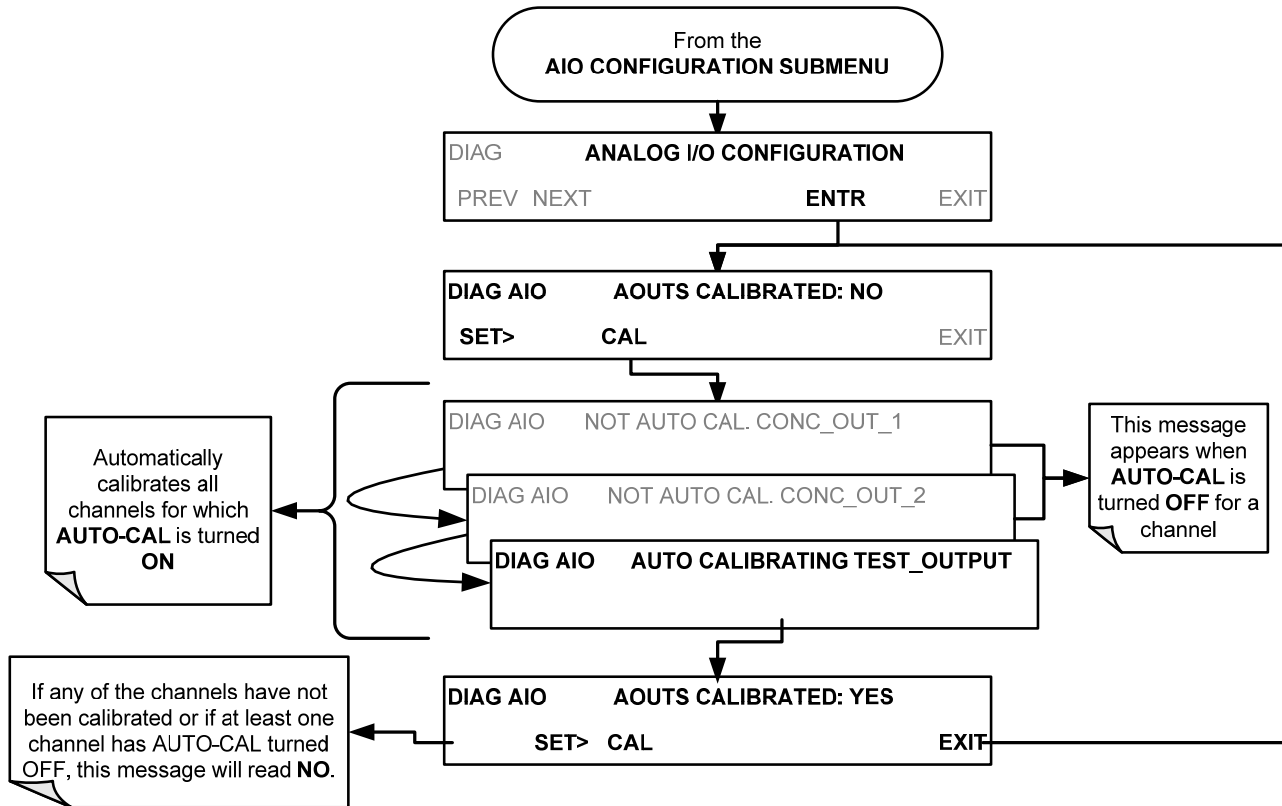 From the
AIO CONFIGURATION SUBMENU
DIAG ANALOG I/O CONFIGURATION
PREV NEXT ENTR EXIT
DIAG AIO AOUTS CALIBRATED: NO
SET> CAL EXIT
DIAG AIO NOT AUTO CAL. CONC_OUT_1
DIAG AIO NOT AUTO CAL. CONC_OUT_2
DIAG AIO AUTO CALIBRATING TEST_OUTPUT
Automatically
calibrates all
channels for which
AUTO-CAL is turned
ON
This message
appears when
AUTO-CAL is
turned OFF for a
channel
DIAG AIO AOUTS CALIBRATED: YES
SET> CAL EXIT
If any of the channels have not
been calibrated or if at least one
channel has AUTO-CAL turned
OFF, this message will read NO.